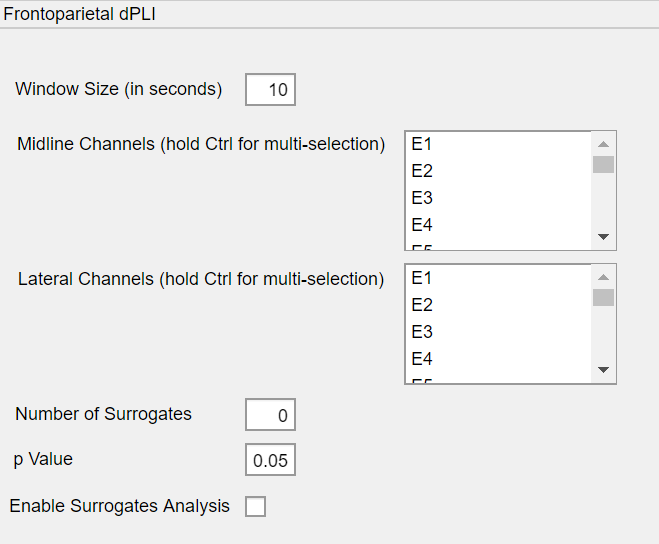 Frontoparietal dPLI
Window Size (in seconds) 10
Midline Channels (hold Ctrl for multi-selection)
E1
E2
E3
E4
Lateral Channels (hold Ctrl for multi-selection)
E1
E2
E3
E4
Number of Surrogates 0
p Value 0.05
Enable Surrogates Analysis